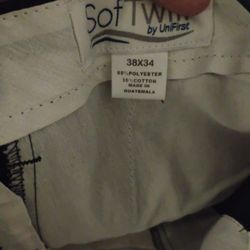 SofTwill
by UniFirst
38X34
65% POLYESTER
35% COTTON
MADE IN
GUATEMALA